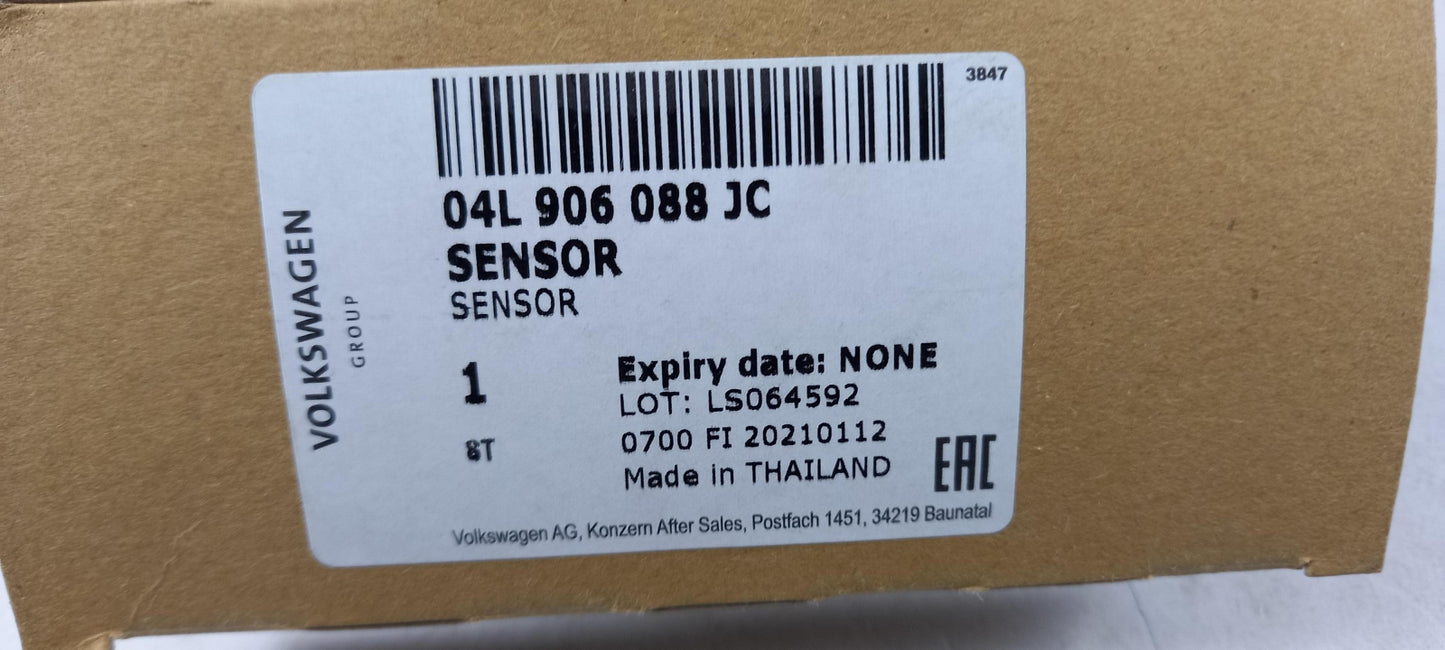 3847
04L 906 088 JC
SENSOR
SENSOR
VOLKSWAGEN
GROUP
1
Expiry date: NONE
LOT: LS064592
0700 FI 20210112
Made in THAILAND
EAC
Volkswagen AG, Konzern After Sales, Postfach 1451, 34219 Baunatal